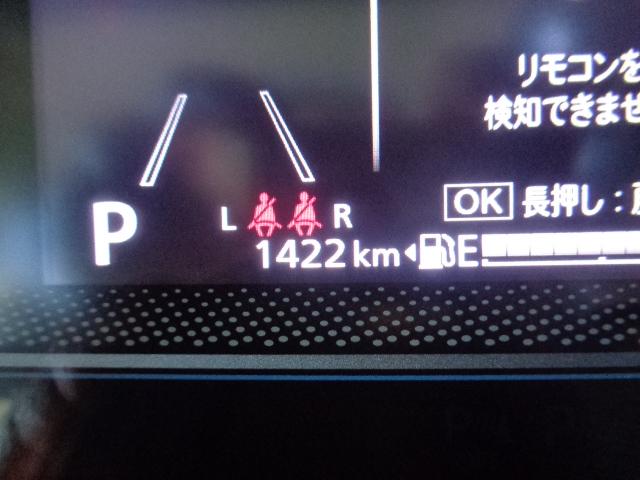 リモコンを
検知できませ
P
L R
OK 長押し：
1422 km E